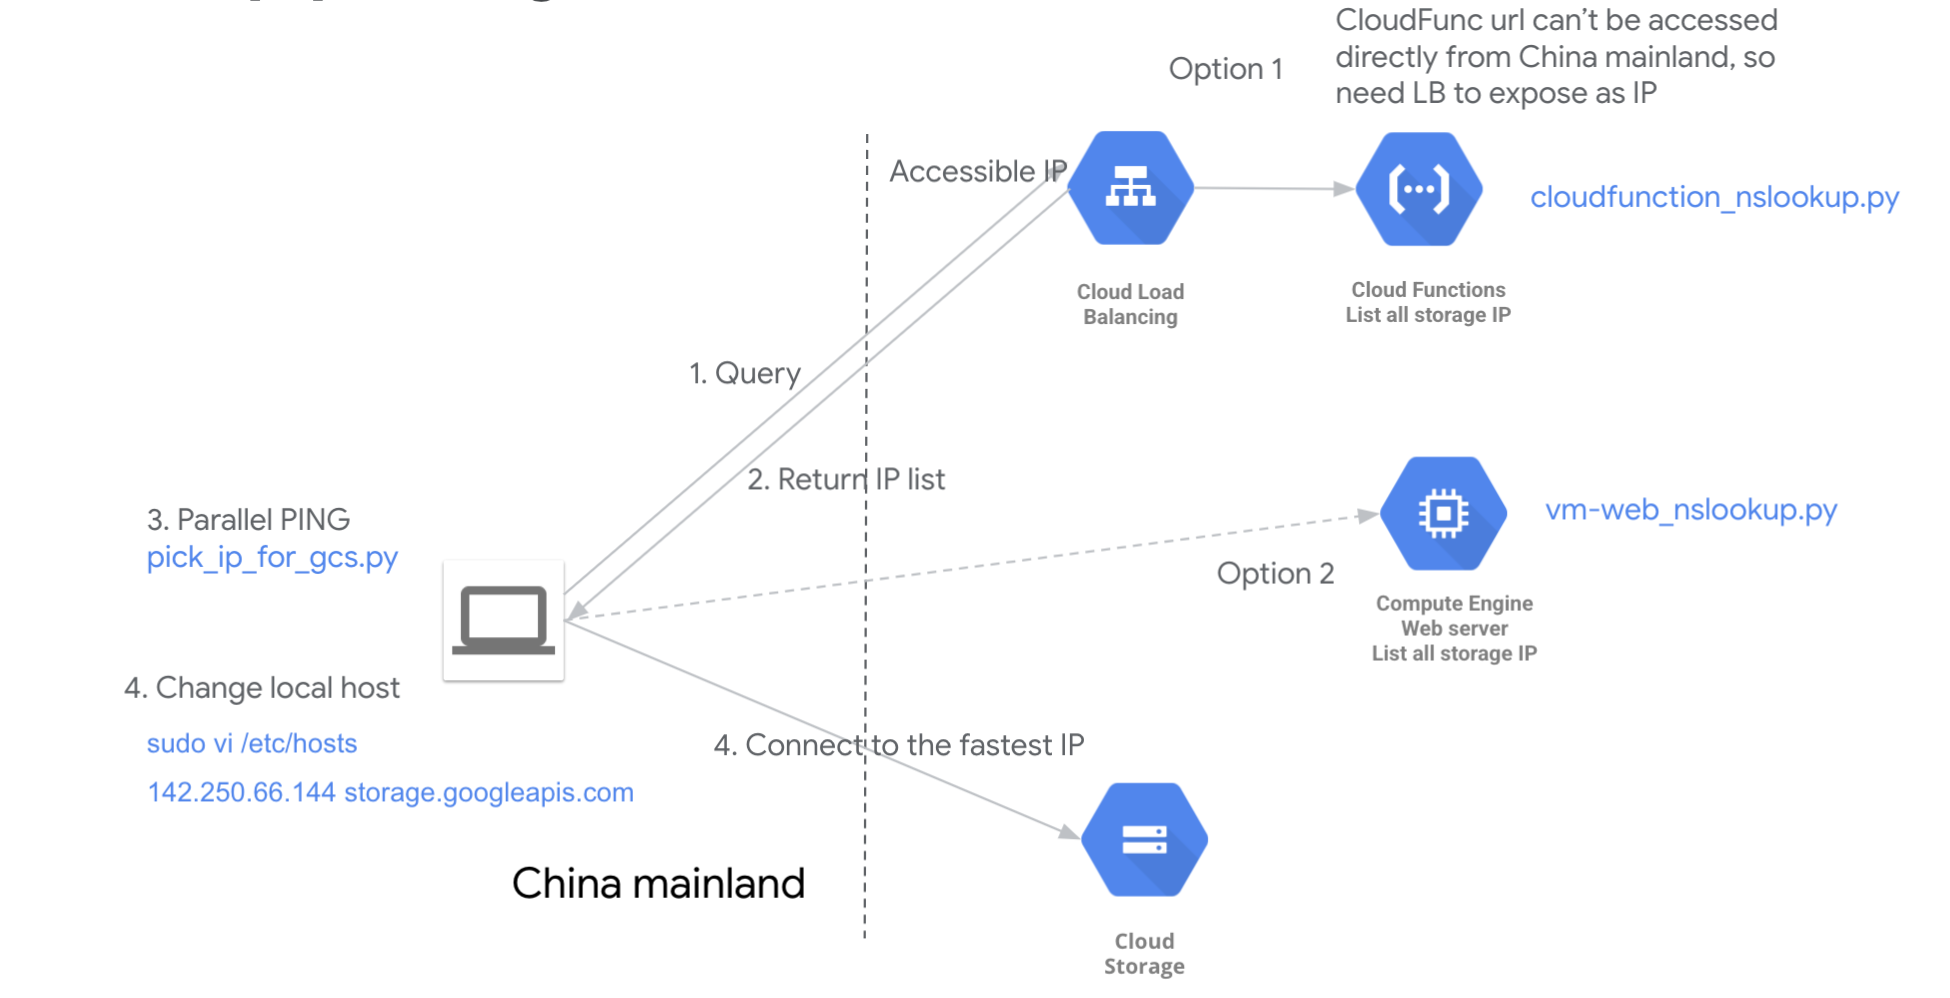 CloudFunc url can't be accessed
directly from China mainland, so
need LB to expose as IP
Option 1
Accessible IP
cloudfunction_nslookup.py
Cloud Load
Balancing
Cloud Functions
List all storage IP
1. Query
2. Return IP list
3. Parallel PING
pick_ip_for_gcs.py
vm-web_nslookup.py
Option 2
Compute Engine
Web server
List all storage IP
4. Change local host
sudo vi /etc/hosts
142.250.66.144 storage.googleapis.com
4. Connect to the fastest IP
China mainland
Cloud
Storage